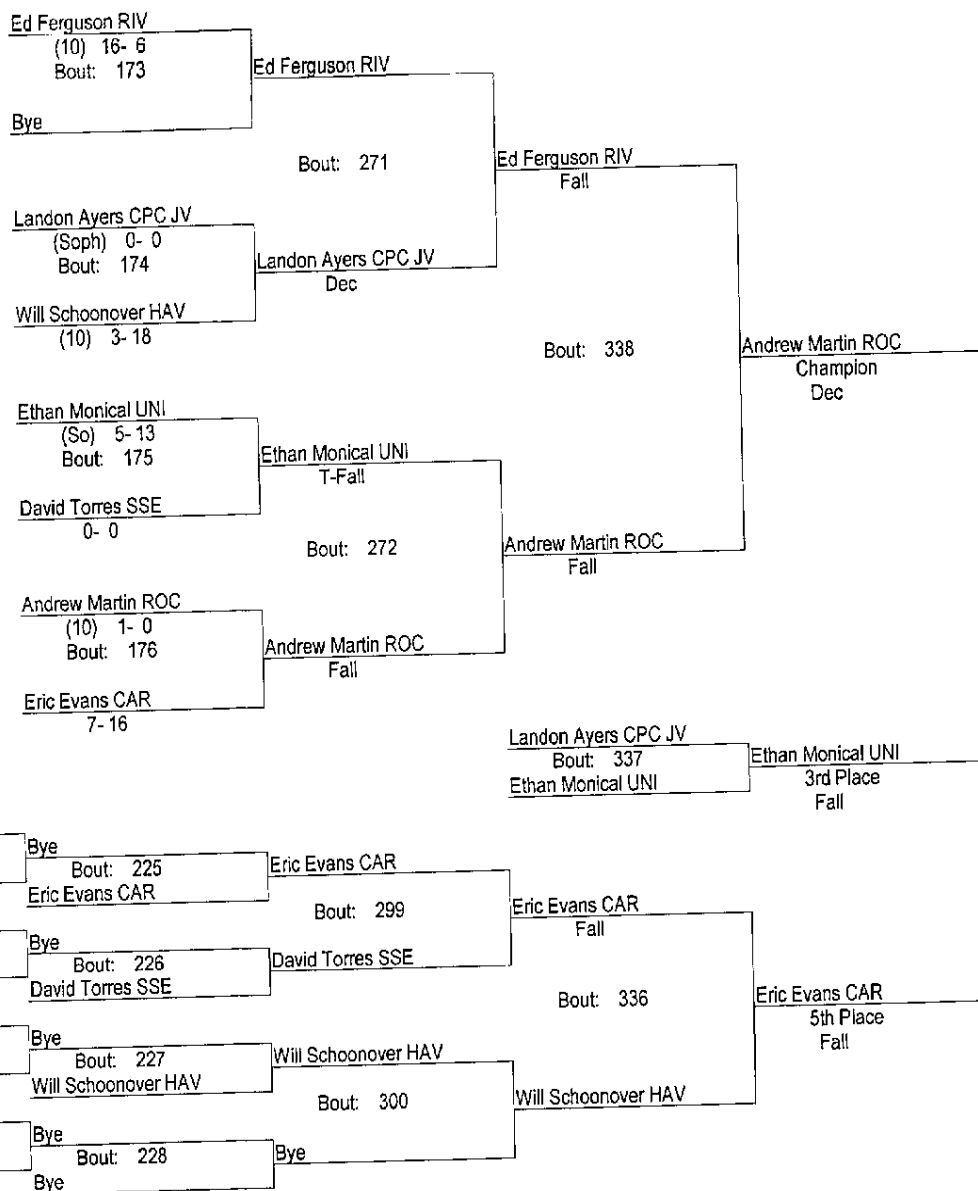 Ed Ferguson RIV
(10) 16- 6
Bout: 173
Ed Ferguson RIV
Bye
Bout: 271
Ed Ferguson RIV
Fall
Landon Ayers CPC JV
(Soph) 0- 0
Bout: 174
Landon Ayers CPC JV
Dec
Will Schoonover HAV
(10) 3- 18
Bout: 338
Andrew Martin ROC
Champion
Dec
Ethan Monical UNI
(So) 5- 13
Bout: 175
Ethan Monical UNI
T-Fall
David Torres SSE
0- 0
Bout: 272
Andrew Martin ROC
Fall
Andrew Martin ROC
(10) 1- 0
Bout: 176
Andrew Martin ROC
Fall
Eric Evans CAR
7- 16
Landon Ayers CPC JV
Bout: 337
Ethan Monical UNI
Ethan Monical UNI
3rd Place
Fall
Bye
Bout: 225
Eric Evans CAR
Eric Evans CAR
Bout: 299
Eric Evans CAR
Fall
Bye
Bout: 226
David Torres SSE
David Torres SSE
Bout: 336
Eric Evans CAR
5th Place
Fall
Bye
Bout: 227
Will Schoonover HAV
Will Schoonover HAV
Bout: 300
Will Schoonover HAV
Bye
Bout: 228
Bye
Bye